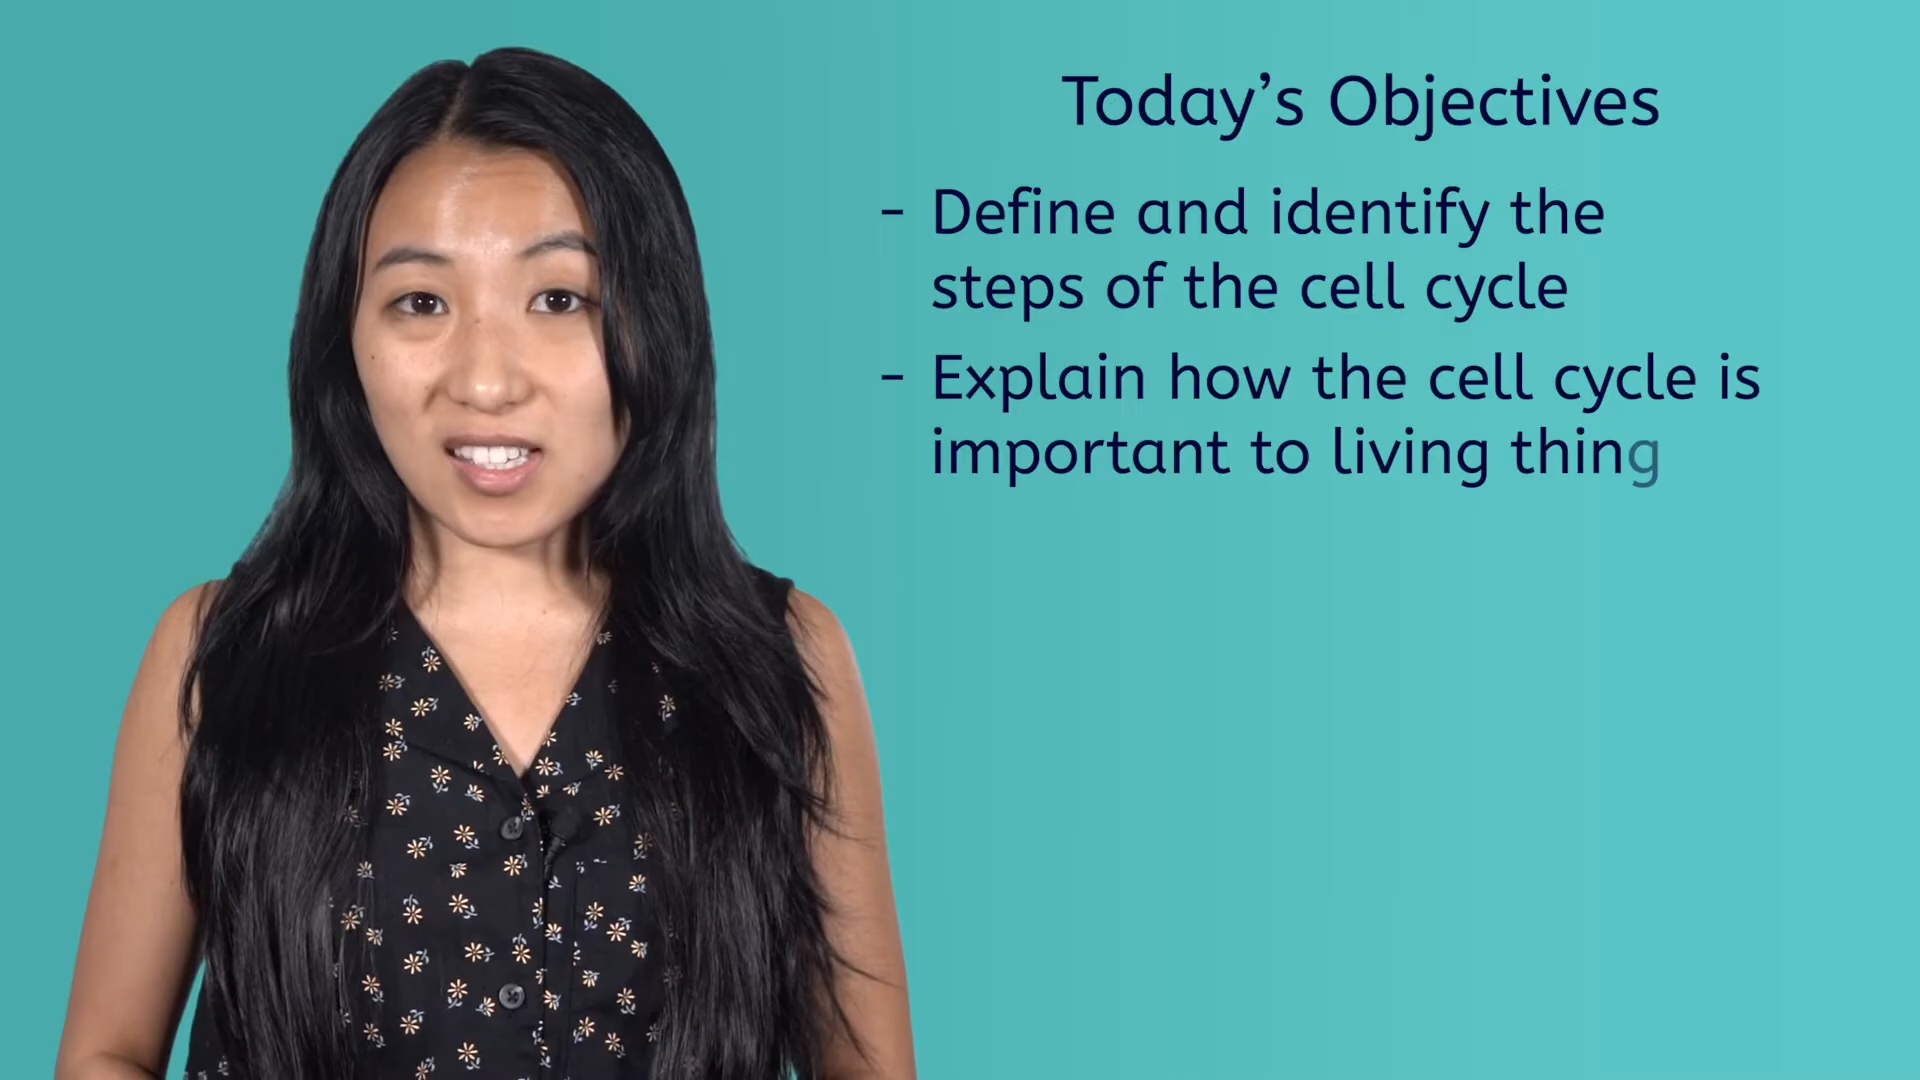 Today’s Objectives
- Define and identify the
steps of the cell cycle
- Explain how the cell cycle is
important to living thing